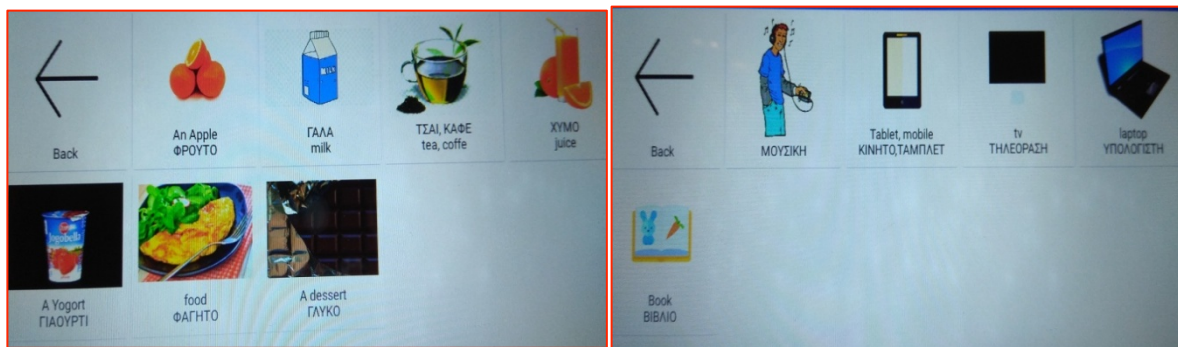 Back
An Apple
ΦΡΟΥΤΟ
ΓΑΛΑ
milk
ΤΣΑΙ, ΚΑΦΕ
tea, coffe
ΧΥΜΟ
juice
Jogobella
A Yogort
ΓΙΑΟΥΡΤΙ
food
ΦΑΓΗΤΟ
A dessert
ΓΛΥΚΟ
Back
ΜΟΥΣΙΚΗ
Tablet, mobile
ΚΙΝΗΤΟ,ΤΑΜΠΛΕΤ
tv
ΤΗΛΕΟΡΑΣΗ
laptop
ΥΠΟΛΟΓΙΣΤΗ
Book
ΒΙΒΛΙΟ